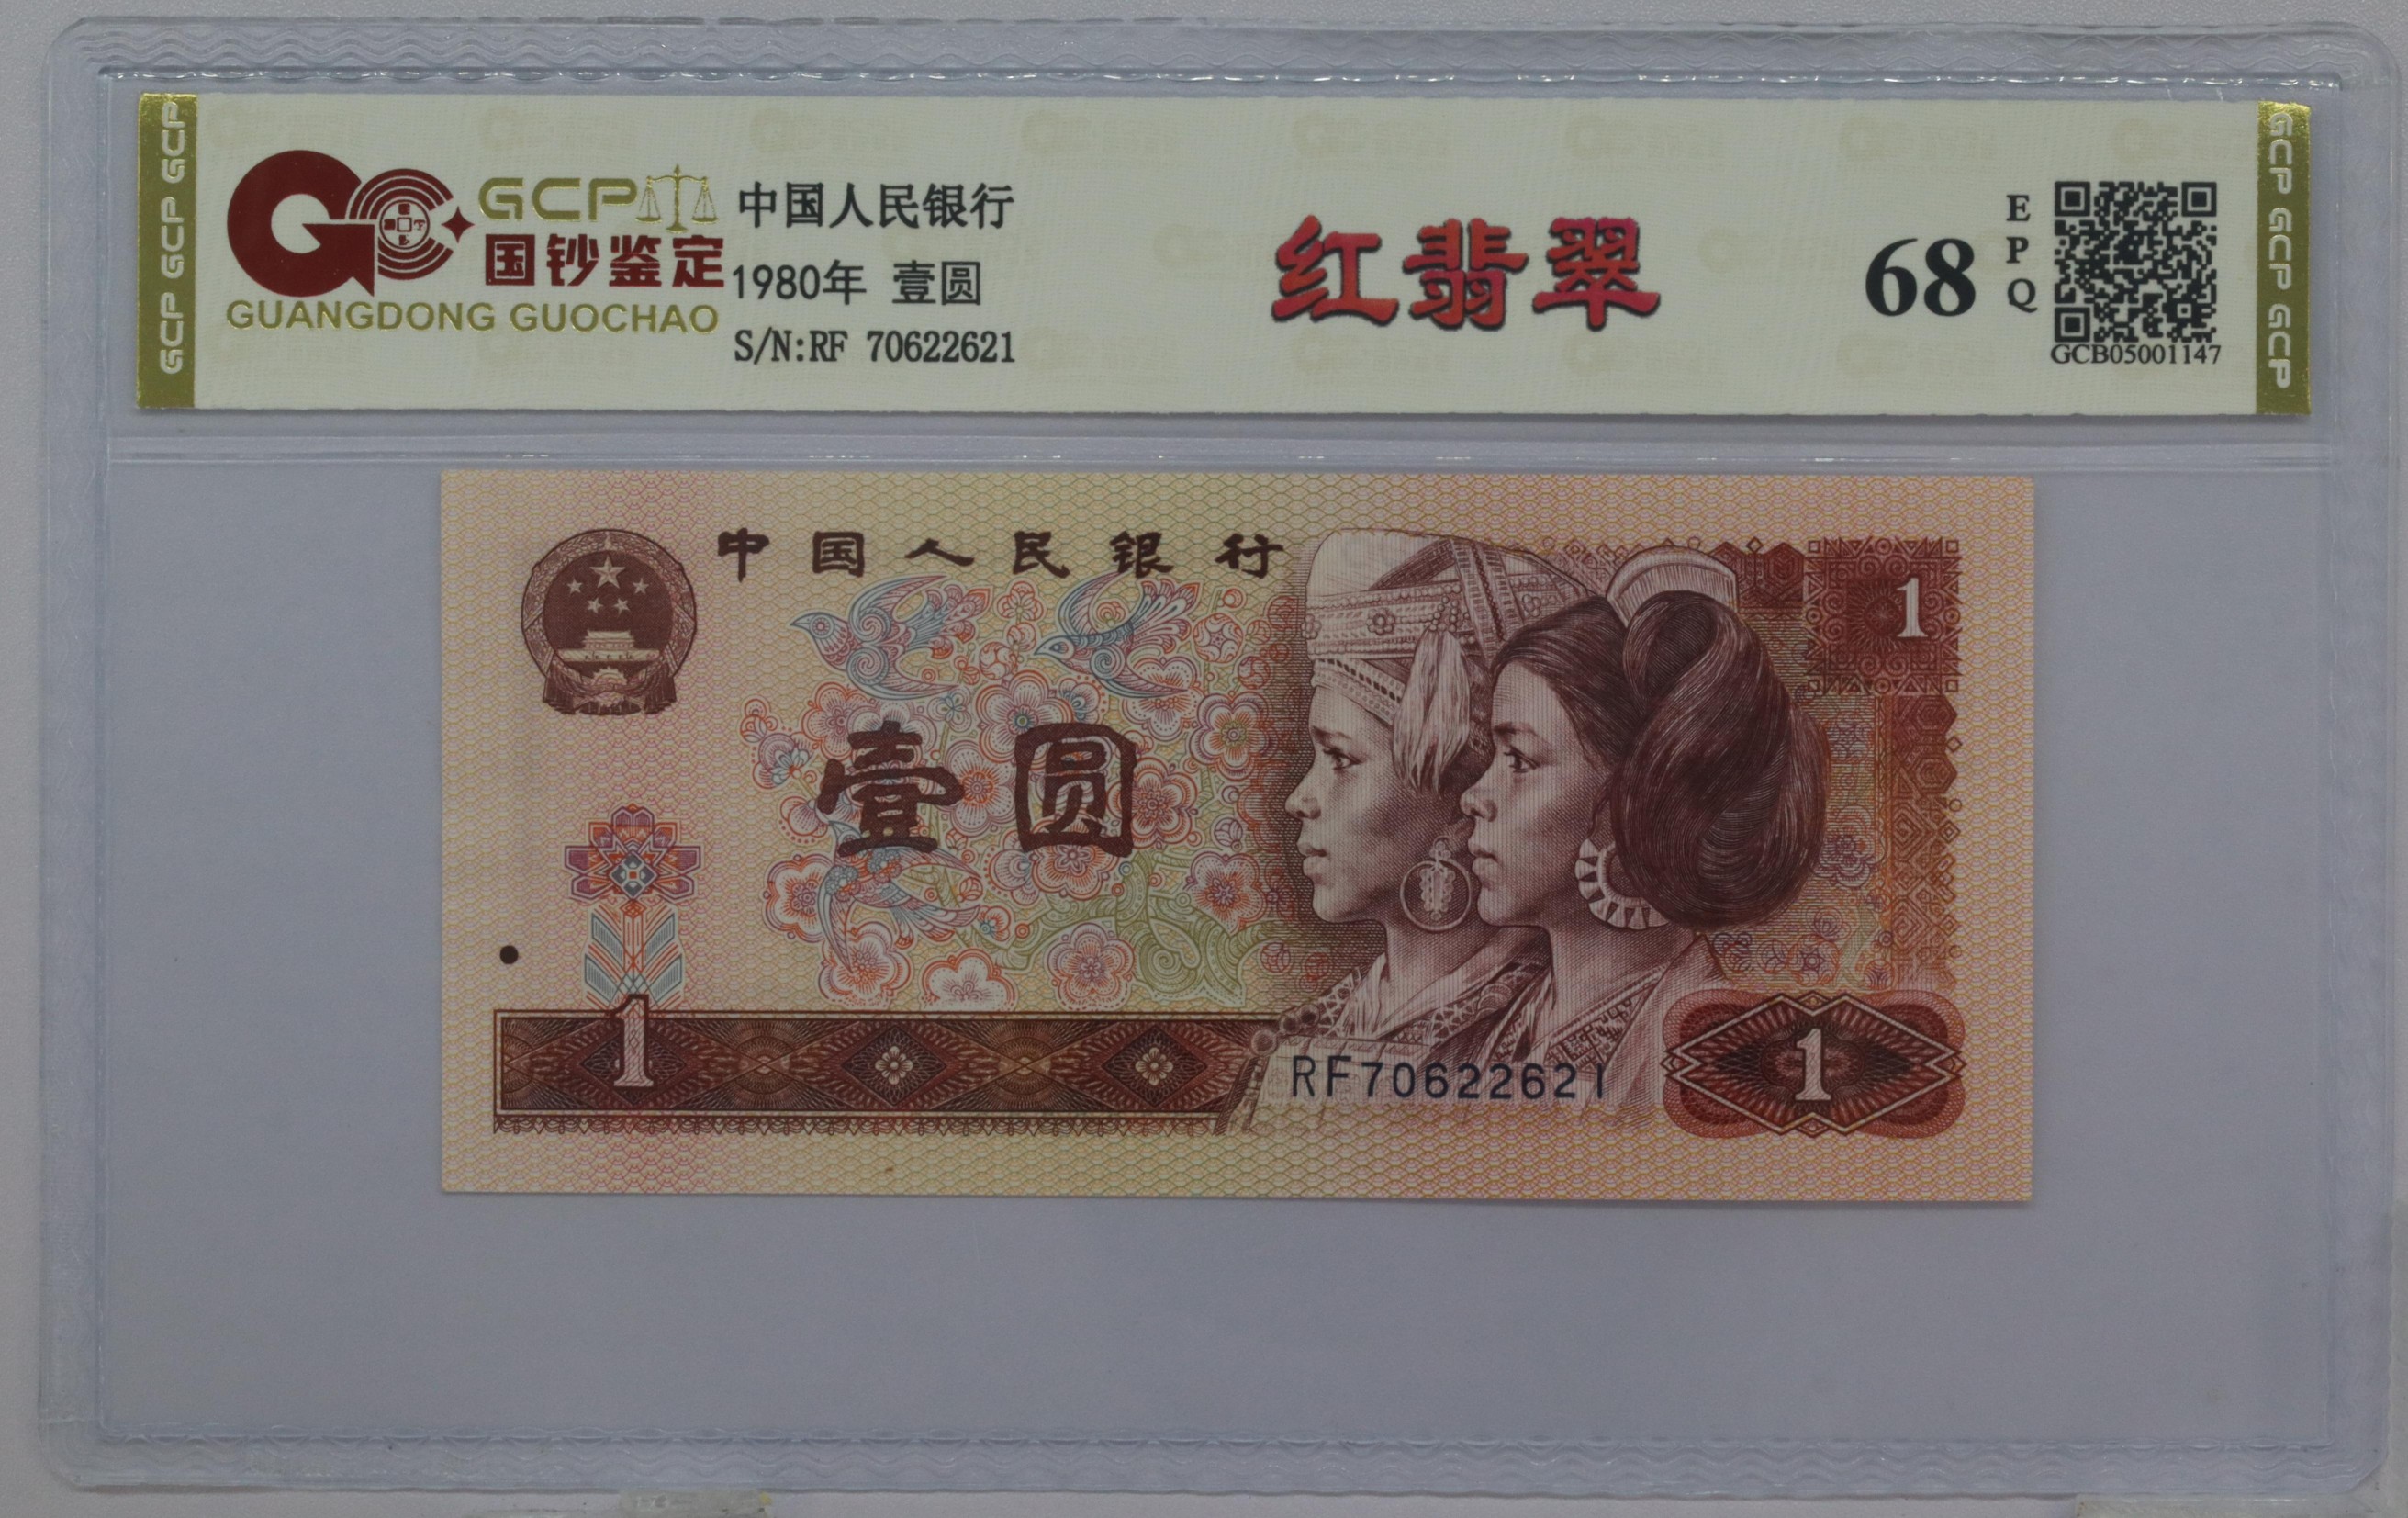 GCP GCP GCP
GCP
国钞鉴定
GUANGDONG GUOCHAO
中国人民银行
1980年 壹圆
S/N:RF 70622621
红翡翠
68
E
P
Q
GCB05001147
GCP GCP GCP
中国人民银行
1
壹圆
1
RF70622621
1